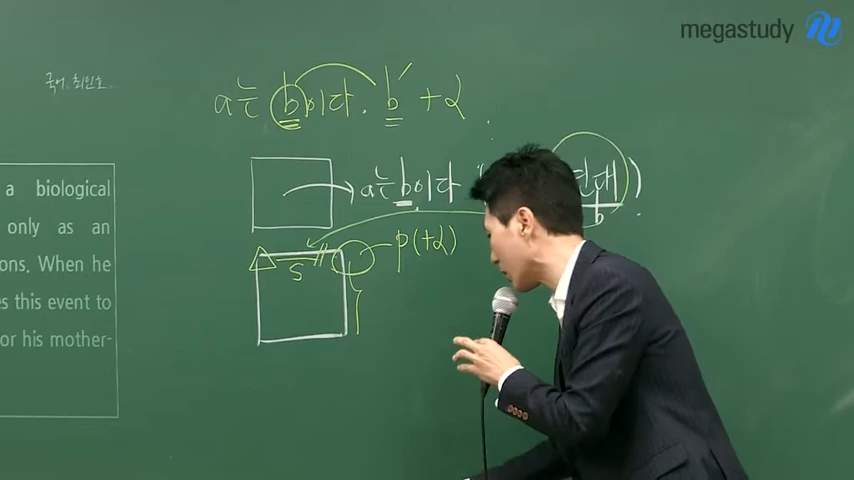 megastudy
국어. 최인호
a는 b이다. b´ + α.
a biological
only as an
ons. When he
es this event to
or his mother-
a는 b이다
b
p(+α)
S